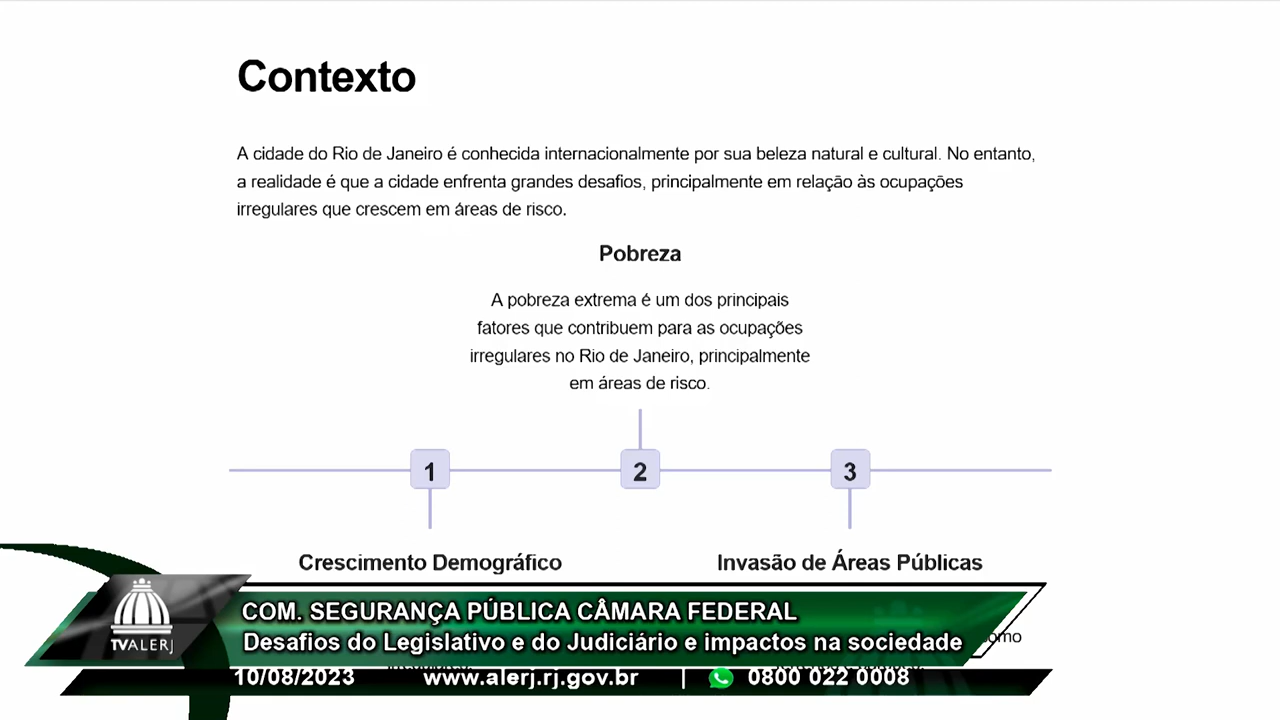 Contexto
A cidade do Rio de Janeiro é conhecida internacionalmente por sua beleza natural e cultural. No entanto,
a realidade é que a cidade enfrenta grandes desafios, principalmente em relação às ocupações
irregulares que crescem em áreas de risco.
Pobreza
A pobreza extrema é um dos principais
fatores que contribuem para as ocupações
irregulares no Rio de Janeiro, principalmente
em áreas de risco.
1 2 3
Crescimento Demográfico
Invasão de Áreas Públicas
TVALERJ
COM. SEGURANÇA PÚBLICA CÂMARA FEDERAL
Desafios do Legislativo e do Judiciário e impactos na sociedade
10/08/2023 www.alerj.rj.gov.br | 0800 022 0008